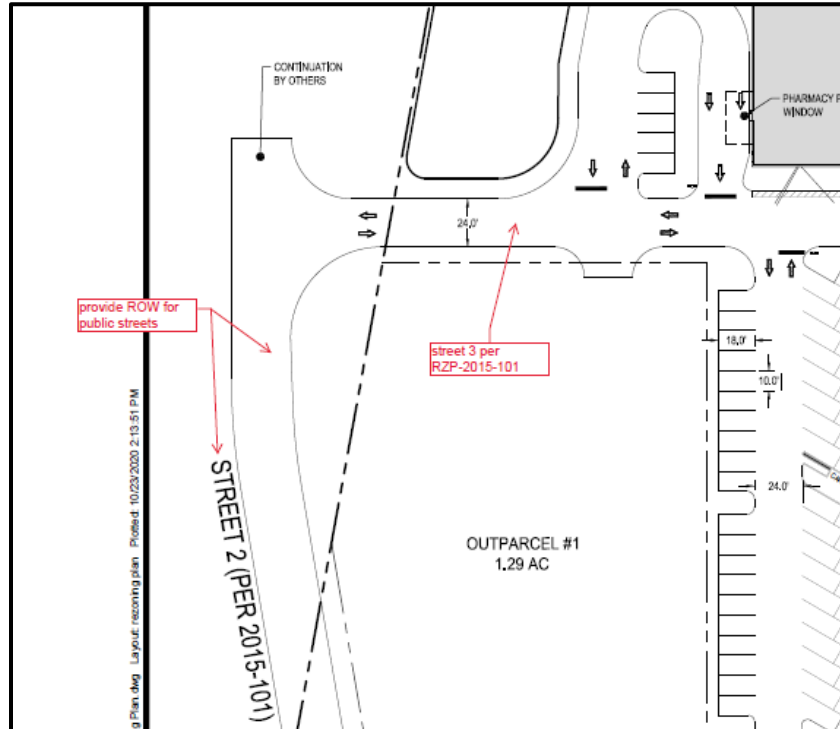 CONTINUATION
BY OTHERS
PHARMACY
WINDOW
24.0'
provide ROW for
public streets
street 3 per
RZP-2015-101
18.0'
10.0'
24.0'
STREET 2 (PER 2015-101)
OUTPARCEL #1
1.29 AC
g Plan.dwg Layout: rezoning plan Plotted: 10/23/2020 2:13:51 PM